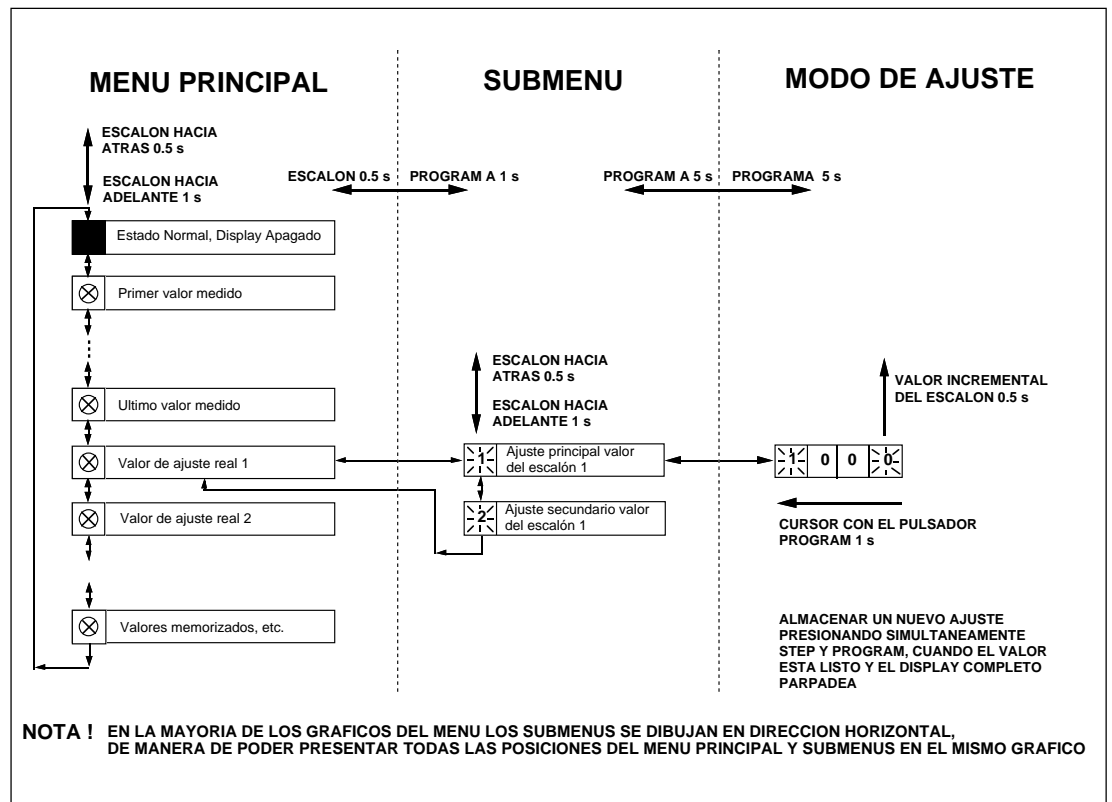 MENU PRINCIPAL
SUBMENU
MODO DE AJUSTE
ESCALON HACIA
ATRAS 0.5 s
ESCALON HACIA
ADELANTE 1 s
ESCALON 0.5 s
PROGRAM A 1 s
PROGRAM A 5 s
PROGRAMA 5 s
Estado Normal, Display Apagado
Primer valor medido
Ultimo valor medido
Valor de ajuste real 1
Valor de ajuste real 2
Valores memorizados, etc.
ESCALON HACIA
ATRAS 0.5 s
ESCALON HACIA
ADELANTE 1 s
1
Ajuste principal valor
del escalón 1
2
Ajuste secundario valor
del escalón 1
VALOR INCREMENTAL
DEL ESCALON 0.5 s
1 0 0 0
CURSOR CON EL PULSADOR
PROGRAM 1 s
ALMACENAR UN NUEVO AJUSTE
PRESIONANDO SIMULTANEAMENTE
STEP Y PROGRAM, CUANDO EL VALOR
ESTA LISTO Y EL DISPLAY COMPLETO
PARPADEA
NOTA ! EN LA MAYORIA DE LOS GRAFICOS DEL MENU LOS SUBMENUS SE DIBUJAN EN DIRECCION HORIZONTAL,
DE MANERA DE PODER PRESENTAR TODAS LAS POSICIONES DEL MENU PRINCIPAL Y SUBMENUS EN EL MISMO GRAFICO